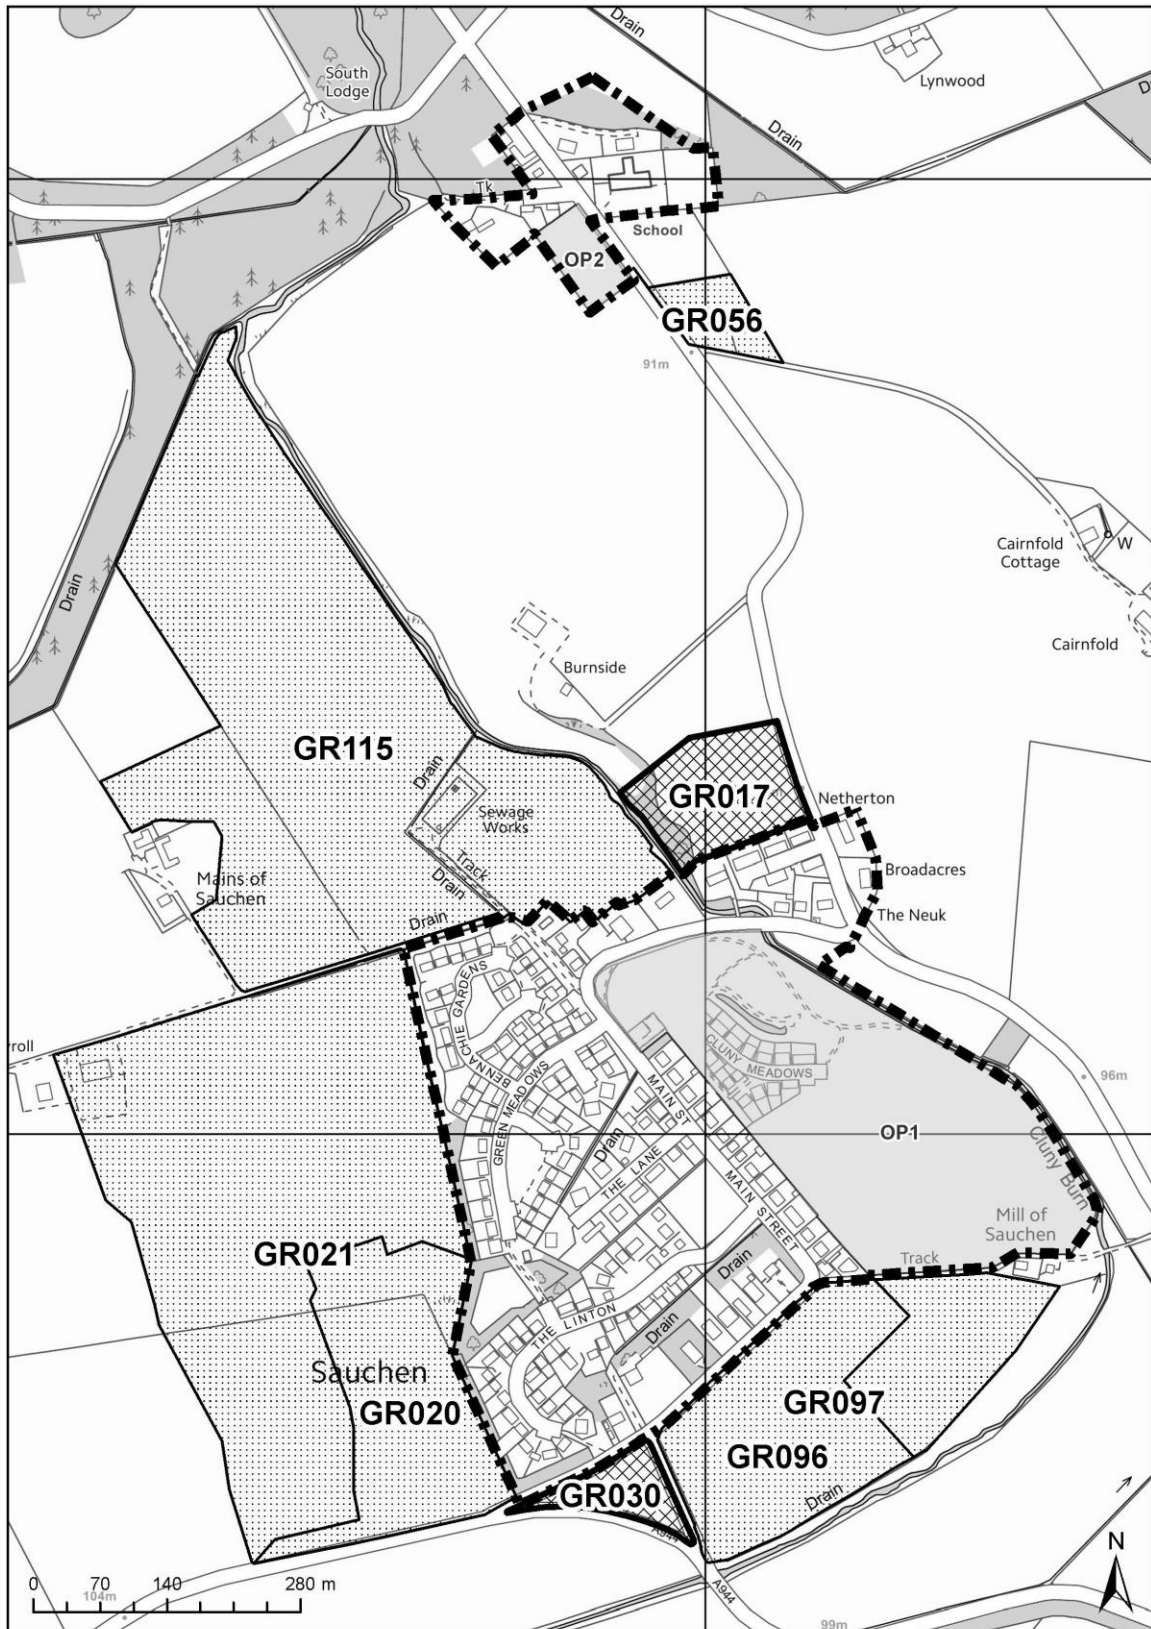 Drain
South
Lodge
Lynwood
Drain
Tk
School
OP2
GR056
91m
Cairnfold
Cottage
W
Drain
Cairnfold
Burnside
GR115
Drain
GR017
Netherton
Sewage
Works
Track
Drain
Broadacres
Mains of
Sauchen
The Neuk
Drain
BENNACHIE GARDENS
GREEN MEADOWS
CLUNY MEADOWS
MAIN ST
96m
OP1
Cluny Burn
Drain
THE LANE
MAIN STREET
Mill of
Sauchen
Track
GR021
Drain
THE LINTON
Drain
Sauchen
GR020
GR097
GR096
GR030
Drain
A944
A944
N
0 70 140 280 m
104m
99m